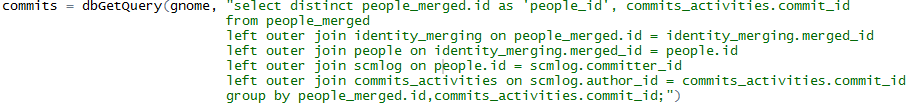 commits = dbGetQuery(gnome, "select distinct people_merged.id as 'people_id', commits_activities.commit_id
from people_merged
left outer join identity_merging on people_merged.id = identity_merging.merged_id
left outer join people on identity_merging.merged_id = people.id
left outer join scmlog on people.id = scmlog.committer_id
left outer join commits_activities on scmlog.author_id = commits_activities.commit_id
group by people_merged.id,commits_activities.commit_id;")